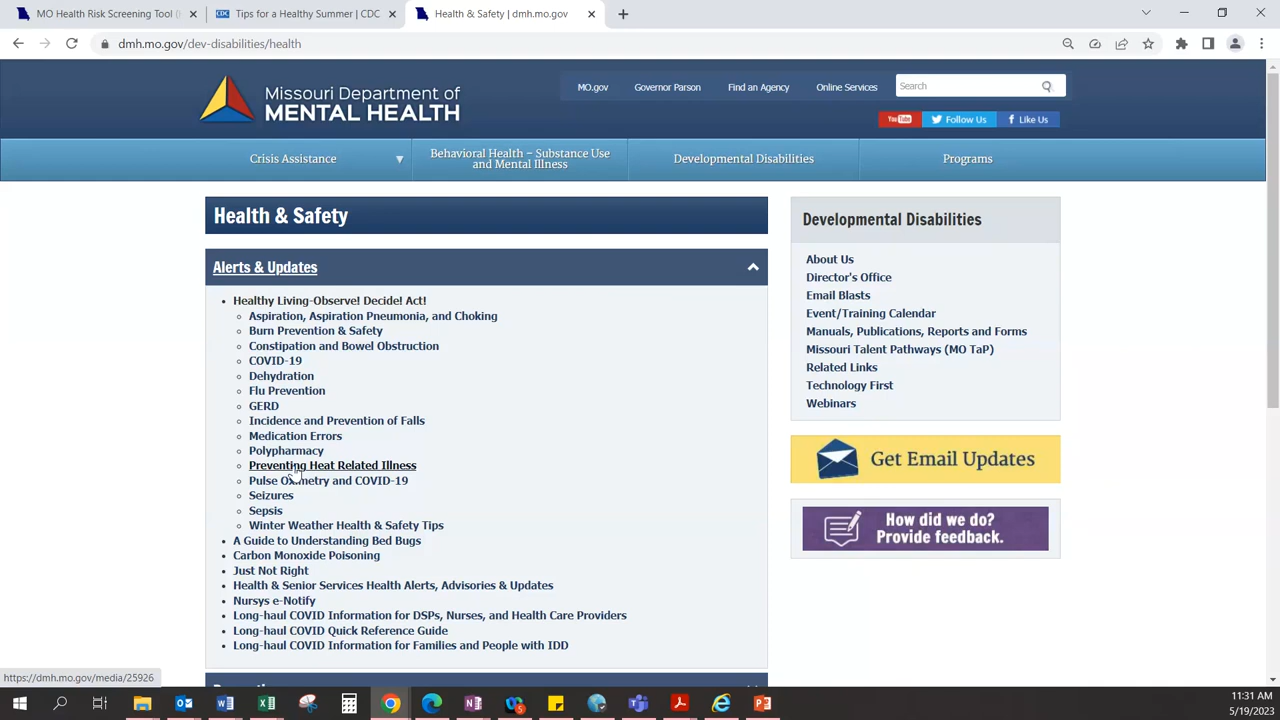 MO Health Risk Screening Tool (
Tips for a Healthy Summer | CDC
Health & Safety | dmh.mo.gov
dmh.mo.gov/dev-disabilities/health
Missouri Department of
MENTAL HEALTH
MO.gov
Governor Parson
Find an Agency
Online Services
Search
You Tube
Follow Us
Like Us
Crisis Assistance
Behavioral Health – Substance Use
and Mental Illness
Developmental Disabilities
Programs
Health & Safety
Alerts & Updates
Healthy Living-Observe! Decide! Act!
Aspiration, Aspiration Pneumonia, and Choking
Burn Prevention & Safety
Constipation and Bowel Obstruction
COVID-19
Dehydration
Flu Prevention
GERD
Incidence and Prevention of Falls
Medication Errors
Polypharmacy
Preventing Heat Related Illness
Pulse Oximetry and COVID-19
Seizures
Sepsis
Winter Weather Health & Safety Tips
A Guide to Understanding Bed Bugs
Carbon Monoxide Poisoning
Just Not Right
Health & Senior Services Health Alerts, Advisories & Updates
Nursys e-Notify
Long-haul COVID Information for DSPs, Nurses, and Health Care Providers
Long-haul COVID Quick Reference Guide
Long-haul COVID Information for Families and People with IDD
Developmental Disabilities
About Us
Director's Office
Email Blasts
Event/Training Calendar
Manuals, Publications, Reports and Forms
Missouri Talent Pathways (MO TaP)
Related Links
Technology First
Webinars
Get Email Updates
How did we do?
Provide feedback.
https://dmh.mo.gov/media/25926
11:31 AM
5/19/2023